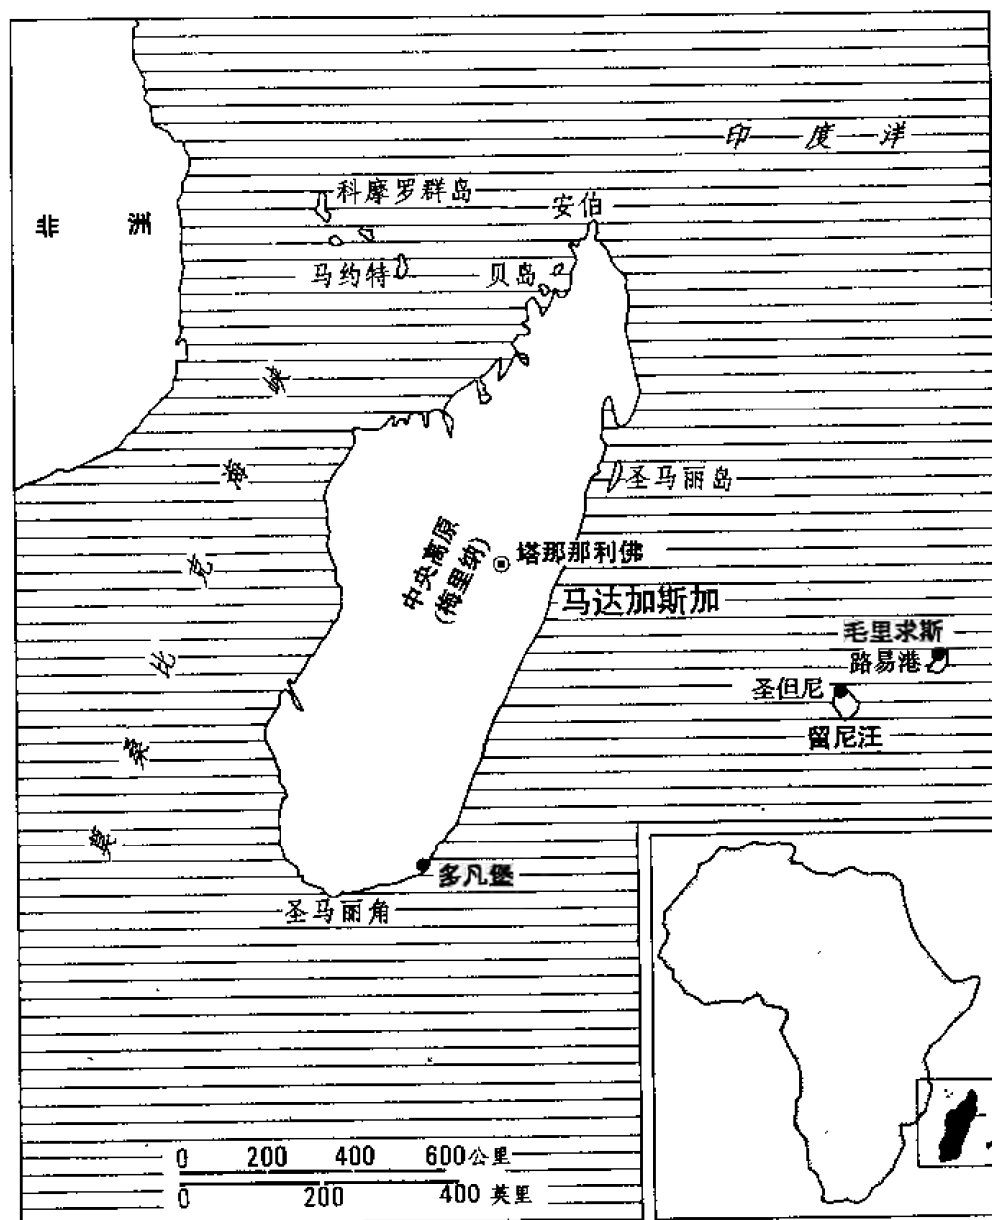 印度洋
科摩罗群岛
安伯
非洲
马约特
贝岛
莫桑比克海峡
圣马丽岛
中央高原
(梅里纳)
塔那那利佛
马达加斯加
毛里求斯
路易港
圣但尼
留尼汪
多凡堡
圣马丽角
0 200 400 600公里
0 200 400 英里